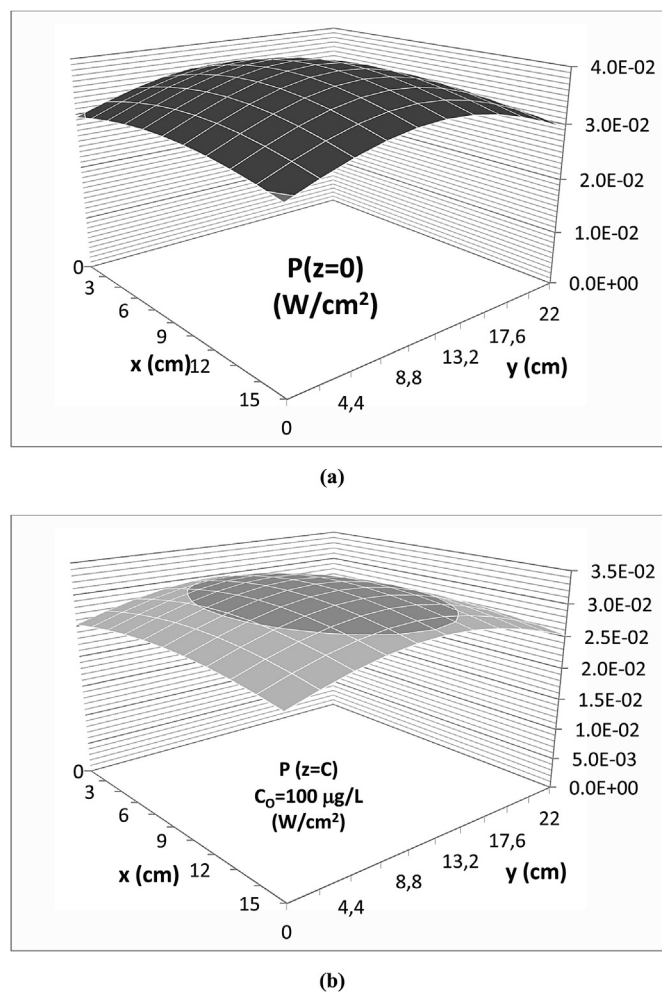 4.0E-02
3.0E-02
2.0E-02
1.0E-02
0.0E+00
0
3
6
9
12
15
x (cm)
P(z=0)
(W/cm²)
22
17,6
13,2
8,8
4,4
0
y (cm)
(a)
3.5E-02
3.0E-02
2.5E-02
2.0E-02
1.5E-02
1.0E-02
5.0E-03
0.0E+00
0
3
6
9
12
15
x (cm)
P (z=C)
C₀=100 µg/L
(W/cm²)
22
17,6
13,2
8,8
4,4
0
y (cm)
(b)